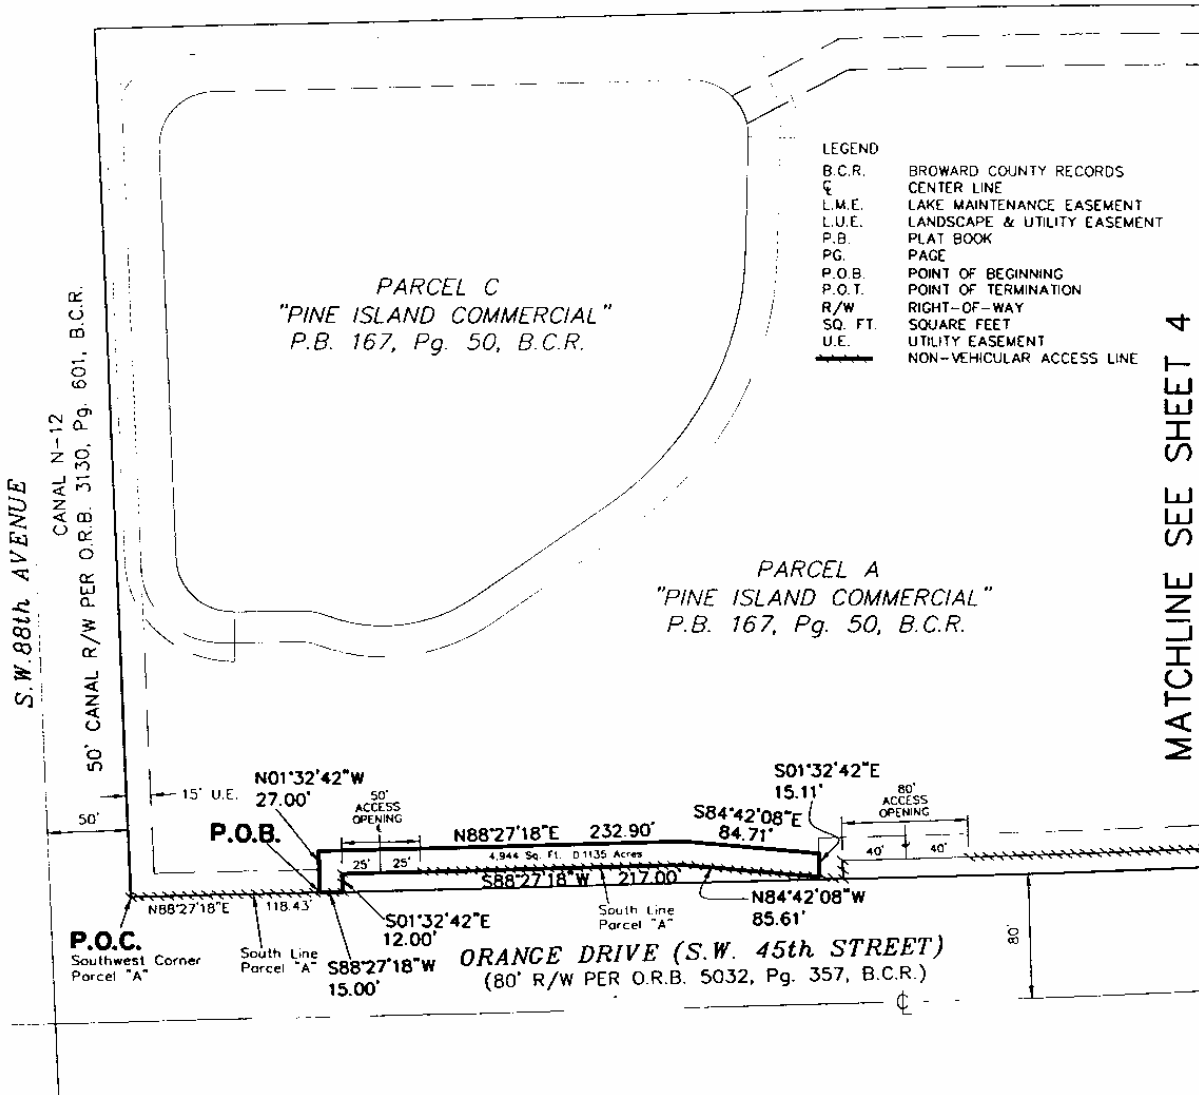 LEGEND
B.C.R. BROWARD COUNTY RECORDS
℄ CENTER LINE
L.M.E. LAKE MAINTENANCE EASEMENT
L.U.E. LANDSCAPE & UTILITY EASEMENT
P.B. PLAT BOOK
PG. PAGE
P.O.B. POINT OF BEGINNING
P.O.T. POINT OF TERMINATION
R/W RIGHT-OF-WAY
SQ. FT. SQUARE FEET
U.E. UTILITY EASEMENT
NON-VEHICULAR ACCESS LINE
PARCEL C
"PINE ISLAND COMMERCIAL"
P.B. 167, Pg. 50, B.C.R.
S.W.88th AVENUE
CANAL N-12
50' CANAL R/W PER O.R.B. 3130, Pg. 601, B.C.R.
PARCEL A
"PINE ISLAND COMMERCIAL"
P.B. 167, Pg. 50, B.C.R.
MATCHLINE SEE SHEET 4
50'
15' U.E.
N01°32'42"W
27.00'
P.O.B.
50'
ACCESS
OPENING
25' 25'
N88°27'18"E 232.90'
4,944 Sq. Ft. 0.1135 Acres
S88°27'18"W 217.00'
S84°42'08"E
84.71'
S01°32'42"E
15.11'
80'
ACCESS
OPENING
40' 40'
N88°27'18"E 118.43'
P.O.C.
Southwest Corner
Parcel "A"
South Line
Parcel "A"
S01°32'42"E
12.00'
S88°27'18"W
15.00'
South Line
Parcel "A"
N84°42'08"W
85.61'
ORANGE DRIVE (S.W. 45th STREET)
(80' R/W PER O.R.B. 5032, Pg. 357, B.C.R.)
80'
℄